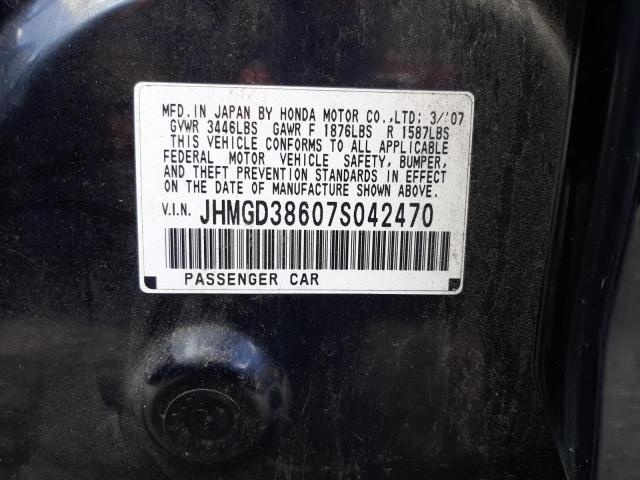 MFD.IN JAPAN BY HONDA MOTOR CO.,LTD; 3/'07
GVWR 3446LBS GAWR F 1876LBS R 1587LBS
THIS VEHICLE CONFORMS TO ALL APPLICABLE
FEDERAL MOTOR VEHICLE SAFETY, BUMPER,
AND THEFT PREVENTION STANDARDS IN EFFECT
ON THE DATE OF MANUFACTURE SHOWN ABOVE.
V.I.N. JHMGD38607S042470
PASSENGER CAR